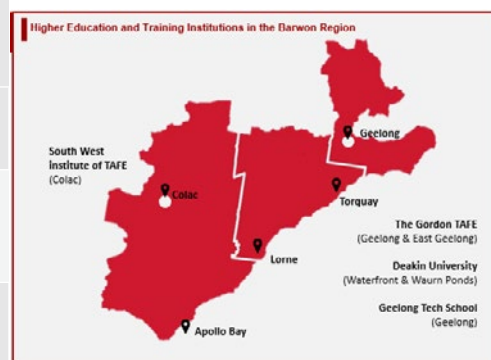 Higher Education and Training Institutions in the Barwon Region
Geelong
South West
institute of TAFE
(Colac)
Colac
Torquay
The Gordon TAFE
(Geelong & East Geelong)
Lorne
Deakin University
(Waterfront & Waurn Ponds)
Geelong Tech School
(Geelong)
Apollo Bay